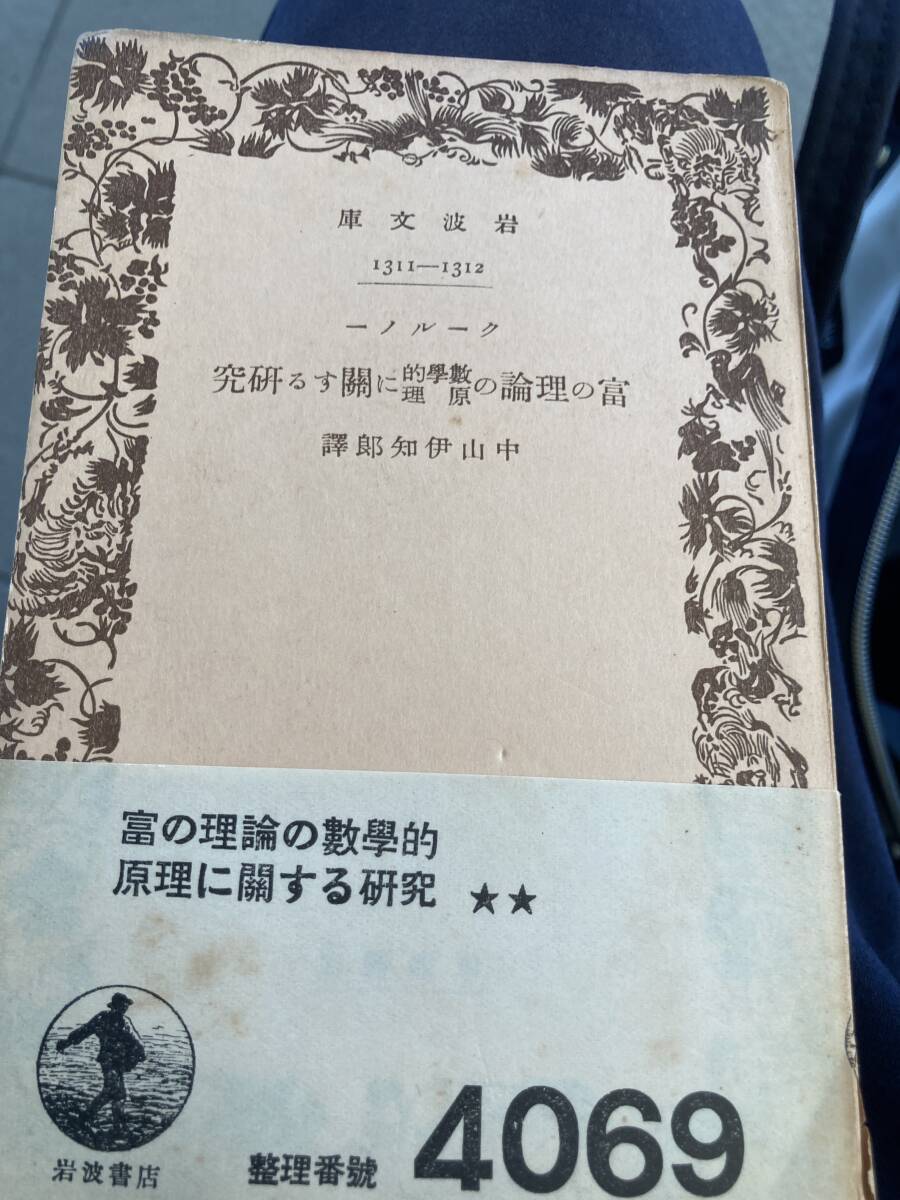 岩波文庫
1311—1312
クールノー
富の理論の數學的原理に關する硏究
中山伊知郎譯
富の理論の數學的
原理に關する研究 ★★
岩波書店
整理番號 4069